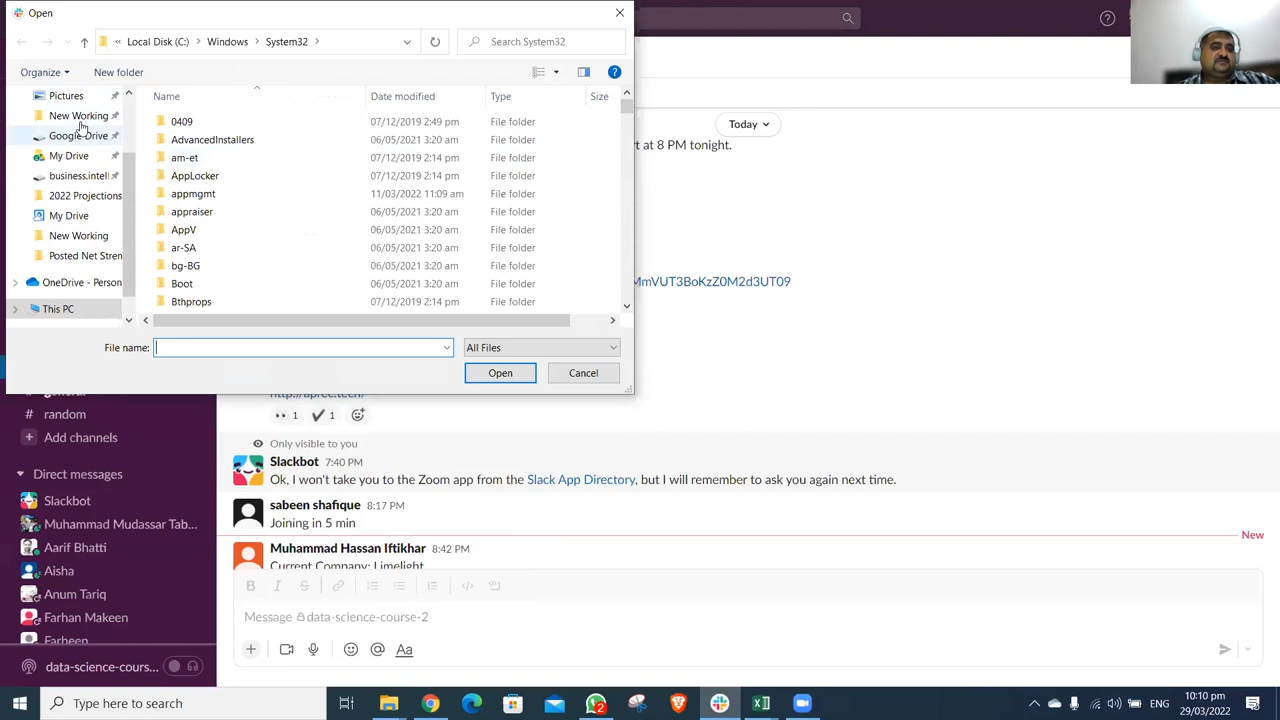 Open
« Local Disk (C:) > Windows > System32 >
Search System32
Organize
New folder
Name
Date modified
Type
Size
Pictures
New Working
Google Drive
My Drive
business.intell
2022 Projections
My Drive
New Working
Posted Net Stren
OneDrive - Person
This PC
0409 07/12/2019 2:49 pm File folder
AdvancedInstallers 06/05/2021 3:20 am File folder
am-et 07/12/2019 2:14 pm File folder
AppLocker 07/12/2019 2:14 pm File folder
appmgmt 11/03/2022 11:09 am File folder
appraiser 06/05/2021 3:20 am File folder
AppV 06/05/2021 3:20 am File folder
ar-SA 06/05/2021 3:20 am File folder
bg-BG 06/05/2021 3:20 am File folder
Boot 06/05/2021 3:20 am File folder
Bthprops 07/12/2019 2:14 pm File folder
File name:
All Files
Open
Cancel
Today
rt at 8 PM tonight.
MmVUT3BoKzZ0M2d3UT09
http://apree.tech/
1 1
Only visible to you
Slackbot 7:40 PM
Ok, I won't take you to the Zoom app from the Slack App Directory, but I will remember to ask you again next time.
sabeen shafique 8:17 PM
Joining in 5 min
New
Muhammad Hassan Iftikhar 8:42 PM
Current Company: Limelight
Message data-science-course-2
# random
Add channels
Direct messages
Slackbot
Muhammad Mudassar Tab...
Aarif Bhatti
Aisha
Anum Tariq
Farhan Makeen
Farheen
data-science-cours...
Type here to search
2
ENG
10:10 pm
29/03/2022